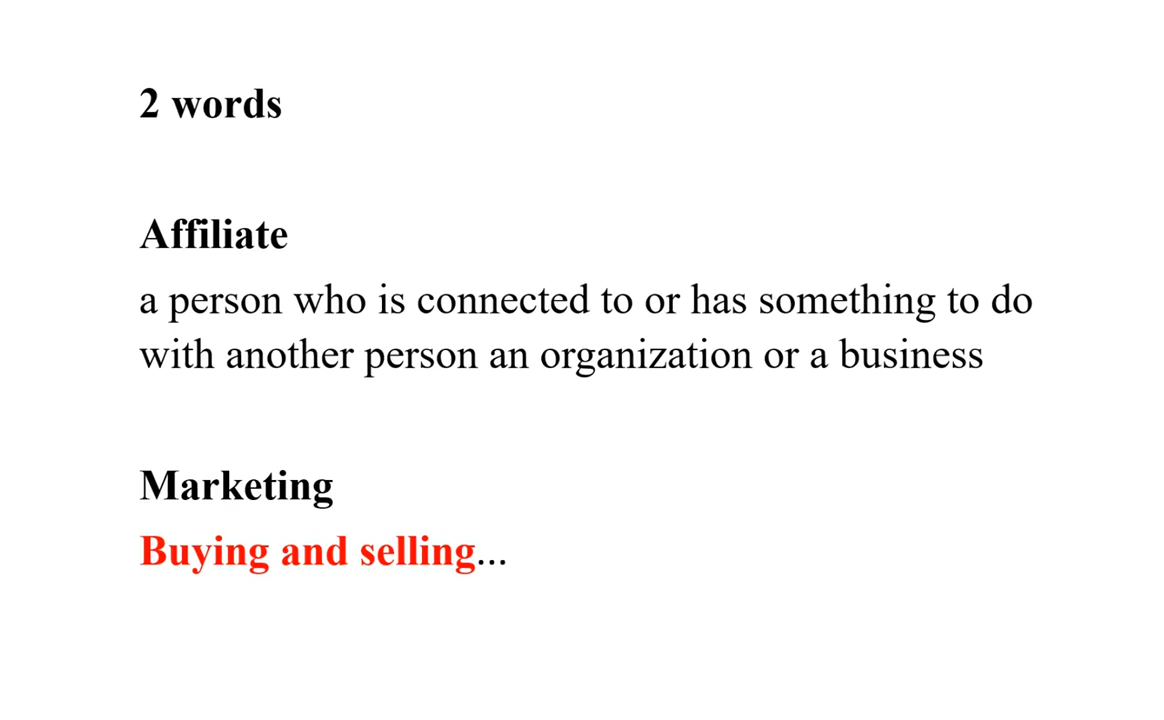 2 words
Affiliate
a person who is connected to or has something to do
with another person an organization or a business
Marketing
Buying and selling...